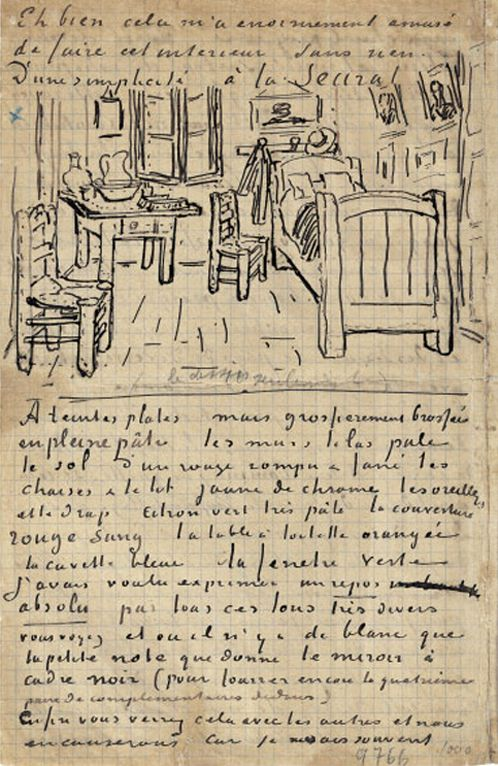 Eh bien cela m'a enormement amusé
de faire cet interieur sans rien.
D'une simplicité à la Seurat
A teintes plates mais grossierement brossées
en pleine pâte les murs lilas pale
le sol d'un rouge rompu & fané les
chaises & le lit jaune de chrome les oreillers
et le drap citron vert très pâle la couverture
rouge sang la table à toilette orangée
la cuvette bleue la fenetre verte
J'avais voulu exprimer un repos
absolu par tous ces tons très divers
vous voyez et où il n'y a de blanc que
la petite note que donne le miroir à
cadre noir (pour fourrer encore la quatrième
paire de complementaires dedans)
Enfin vous verrez cela avec les autres et nous
en causerons car je ne sais souvent
9766